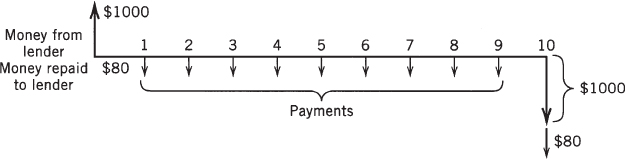 $1000
Money from
lender
Money repaid
to lender
$80
1 2 3 4 5 6 7 8 9 10
Payments
$1000
$80